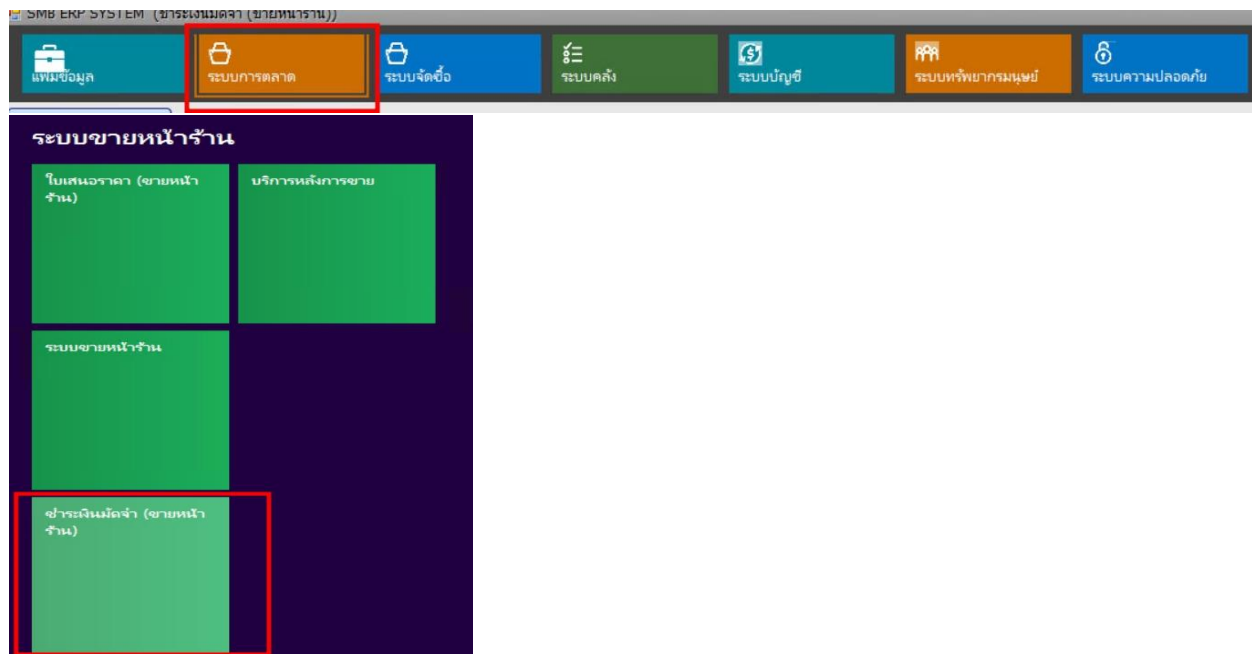 SMB ERP SYSTEM (ชำระเงินมัดจำ (ขายหน้าร้าน))
แฟ้มข้อมูล
ระบบการตลาด
ระบบจัดซื้อ
ระบบคลัง
ระบบบัญชี
ระบบทรัพยากรมนุษย์
ระบบความปลอดภัย
ระบบขายหน้าร้าน
ใบเสนอราคา (ขายหน้า
ร้าน)
บริการหลังการขาย
ระบบขายหน้าร้าน
ชำระเงินมัดจำ (ขายหน้า
ร้าน)